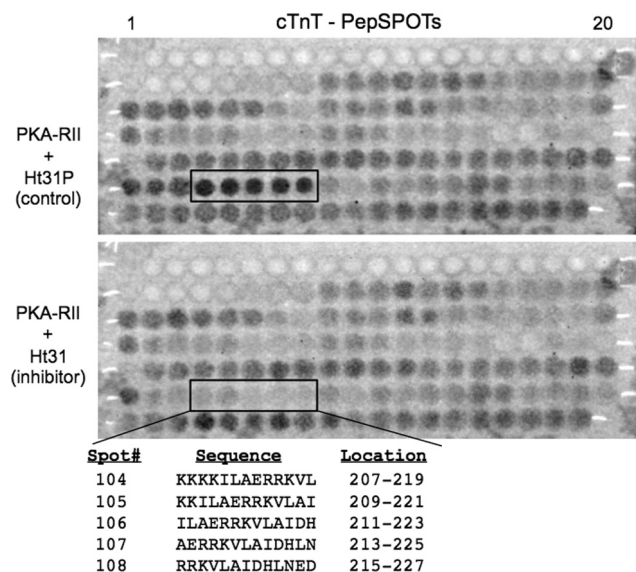 1 cTnT - PepSPOTs 20
PKA-RII
+
Ht31P
(control)
PKA-RII
+
Ht31
(inhibitor)
Spot# Sequence Location
104 KKKKILAERRKVL 207-219
105 KKILAERRKVLAI 209-221
106 ILAERRKVLAIDH 211-223
107 AERRKVLAIDHLN 213-225
108 RRKVLAIDHLNED 215-227